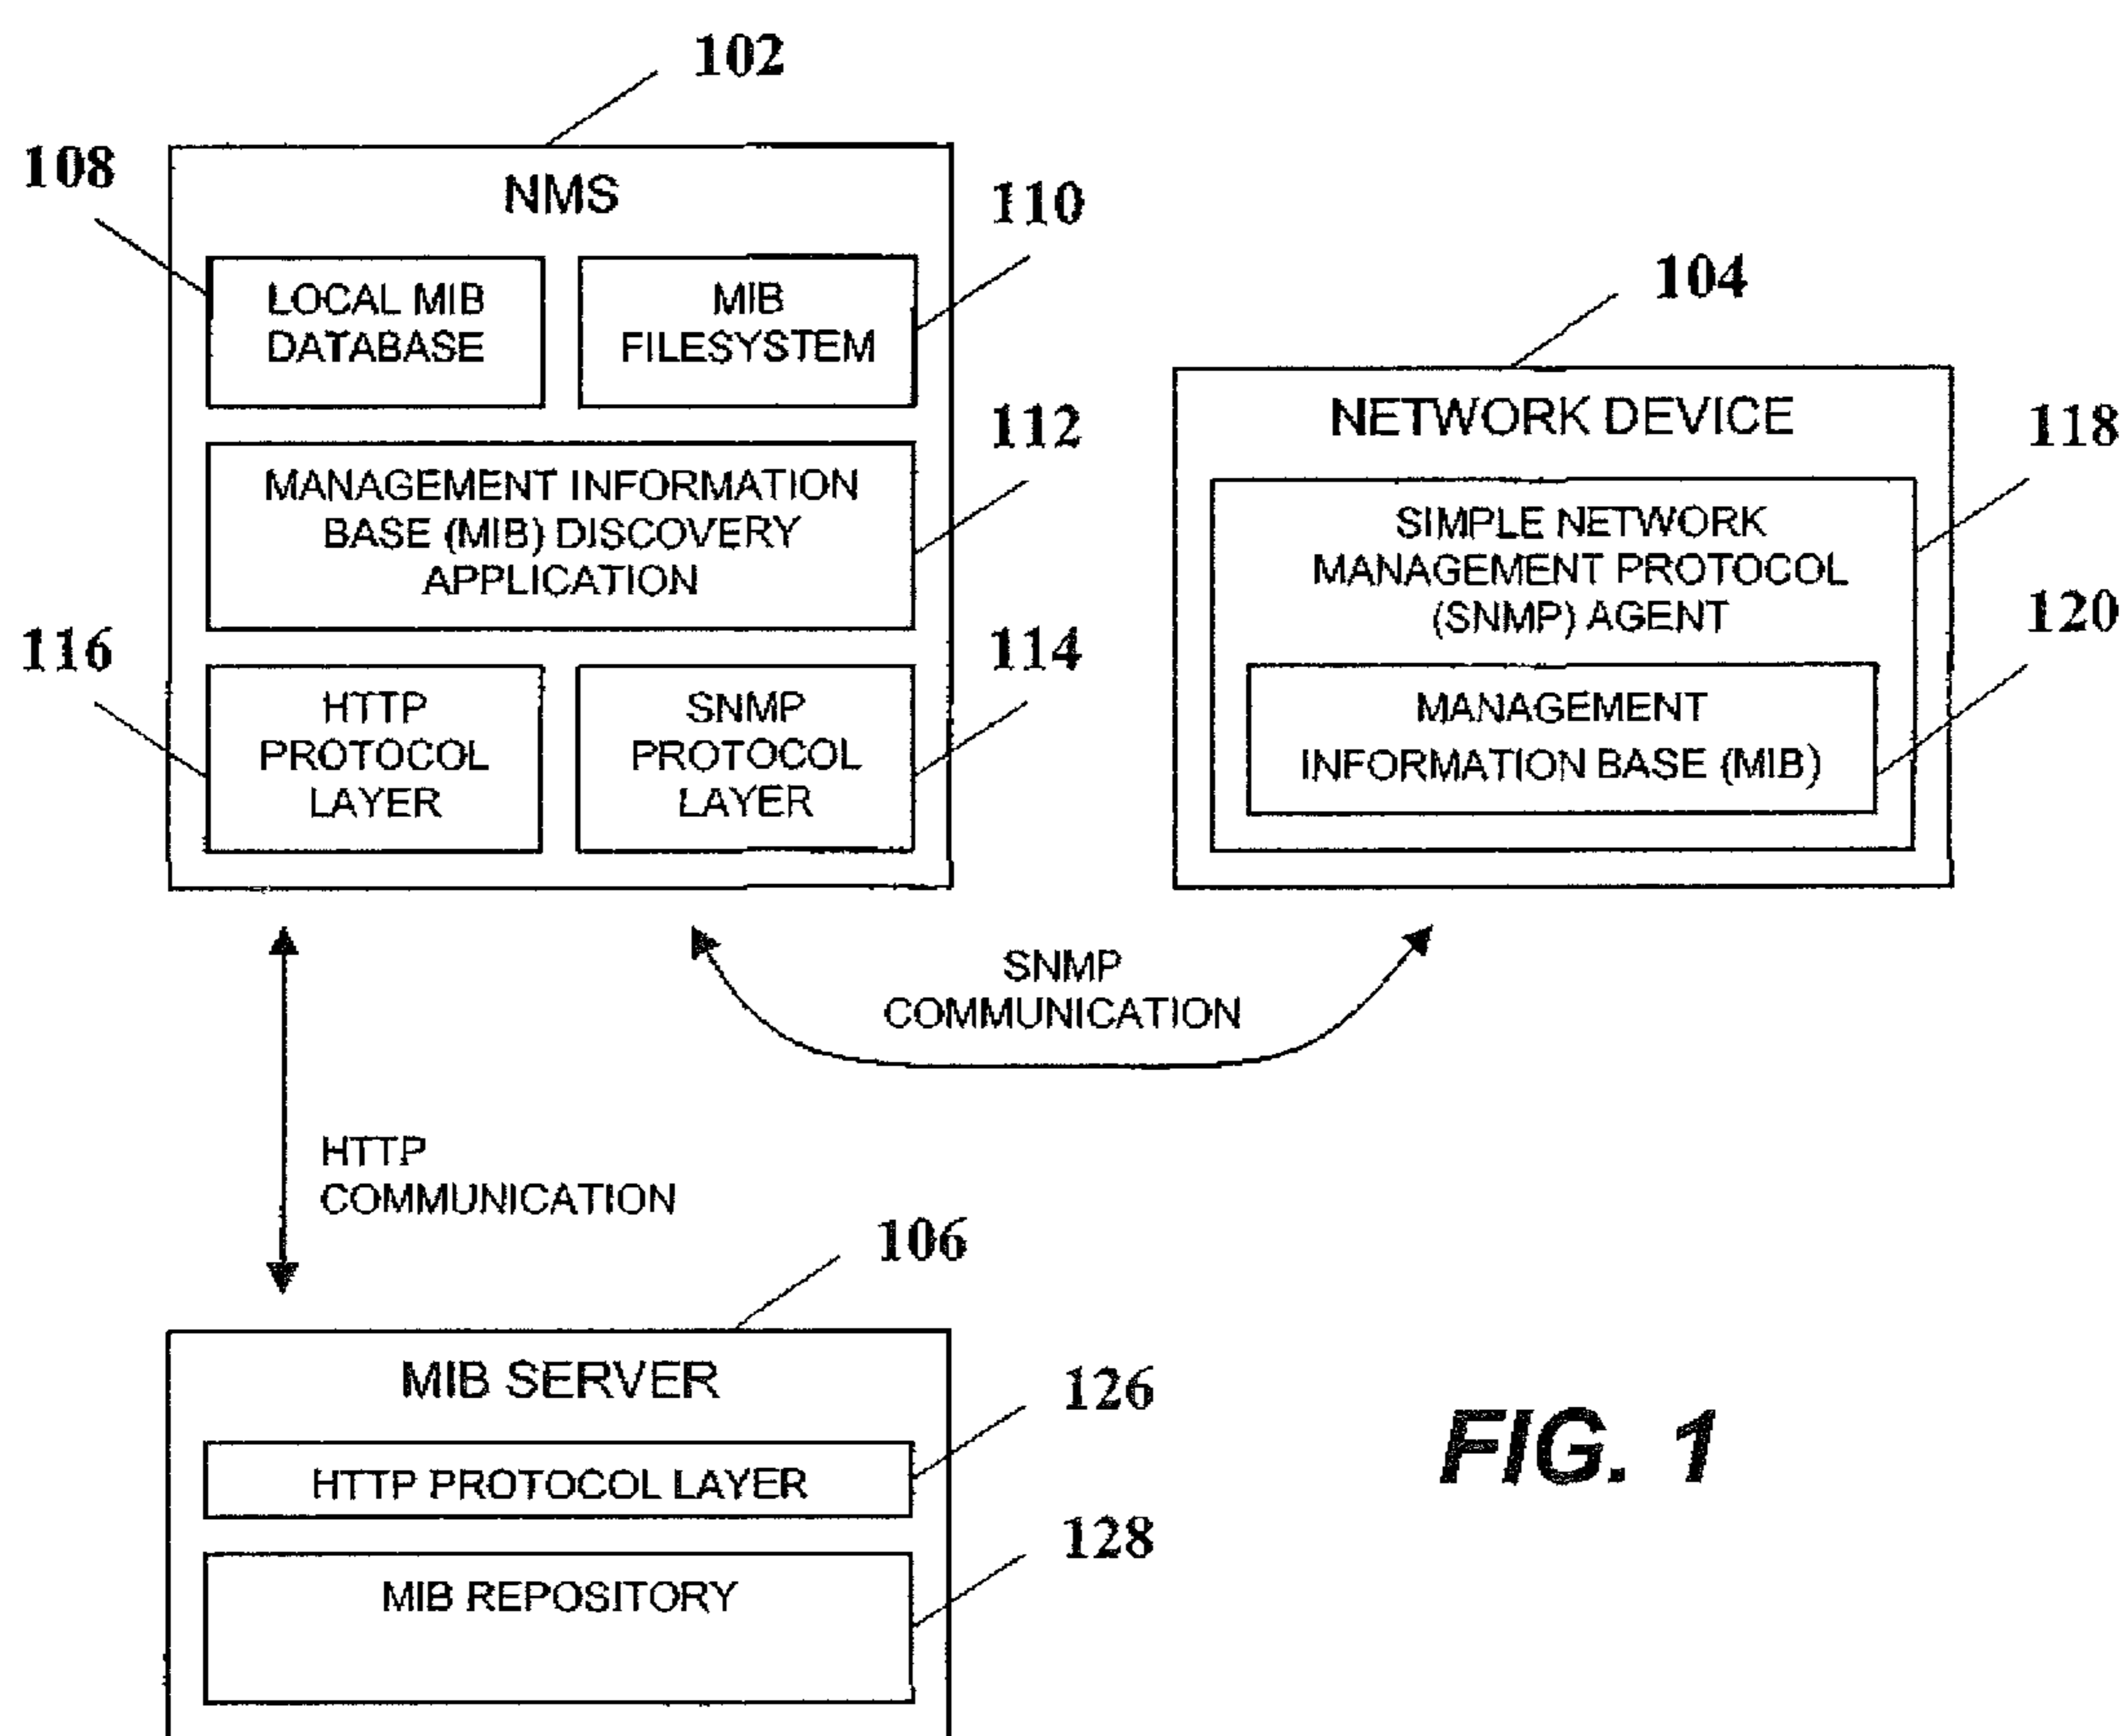 102
108
NMS
110
LOCAL MIB
DATABASE
MIB
FILESYSTEM
112
MANAGEMENT INFORMATION
BASE (MIB) DISCOVERY
APPLICATION
116
114
HTTP
PROTOCOL
LAYER
SNMP
PROTOCOL
LAYER
104
NETWORK DEVICE
118
SIMPLE NETWORK
MANAGEMENT PROTOCOL
(SNMP) AGENT
120
MANAGEMENT
INFORMATION BASE (MIB)
SNMP
COMMUNICATION
HTTP
COMMUNICATION
106
MIB SERVER
126
HTTP PROTOCOL LAYER
128
MIB REPOSITORY
FIG. 1